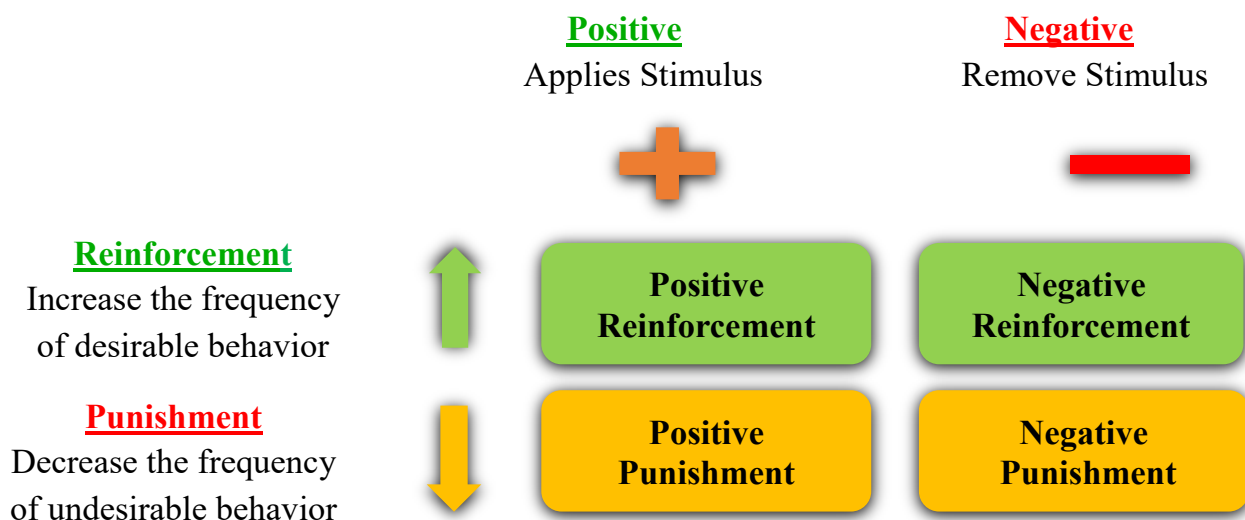 Positive
Applies Stimulus
Negative
Remove Stimulus
Reinforcement
Increase the frequency
of desirable behavior
Positive
Reinforcement
Negative
Reinforcement
Punishment
Decrease the frequency
of undesirable behavior
Positive
Punishment
Negative
Punishment